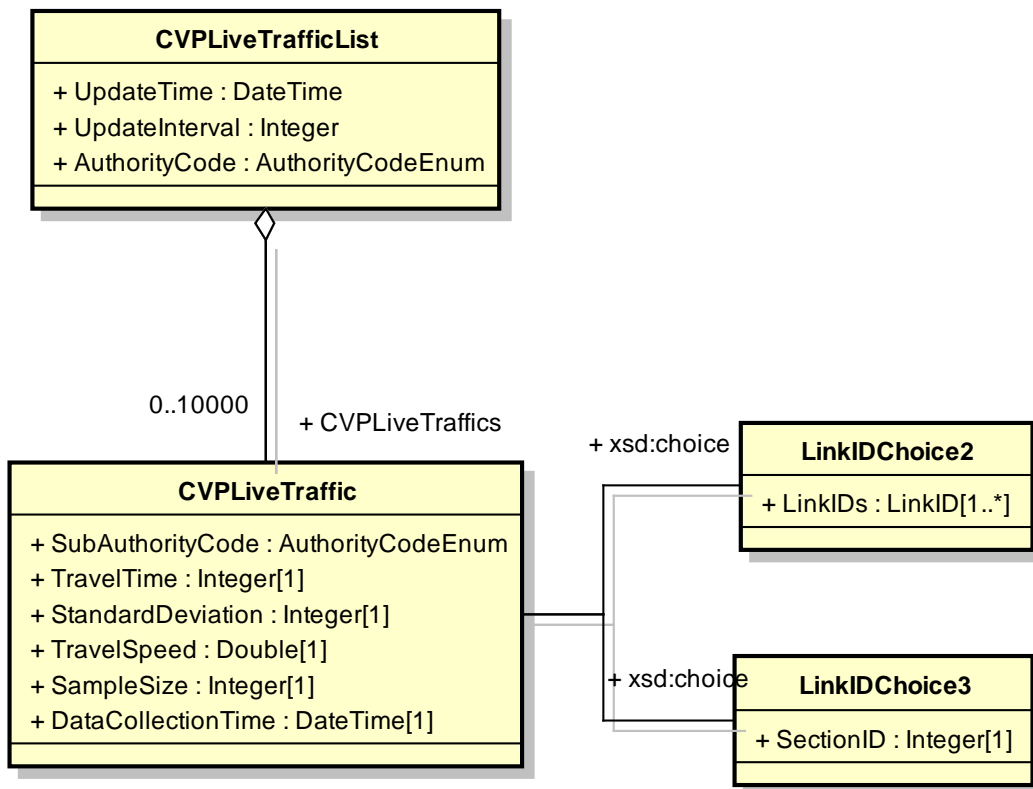 CVPLiveTrafficList
+ UpdateTime : DateTime
+ UpdateInterval : Integer
+ AuthorityCode : AuthorityCodeEnum
0..10000
+ CVPLiveTraffics
CVPLiveTraffic
+ SubAuthorityCode : AuthorityCodeEnum
+ TravelTime : Integer[1]
+ StandardDeviation : Integer[1]
+ TravelSpeed : Double[1]
+ SampleSize : Integer[1]
+ DataCollectionTime : DateTime[1]
+ xsd:choice
LinkIDChoice2
+ LinkIDs : LinkID[1..*]
+ xsd:choice
LinkIDChoice3
+ SectionID : Integer[1]